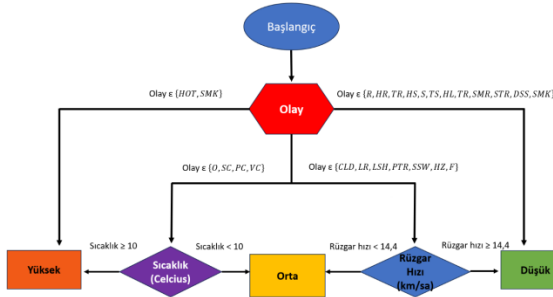 Başlangıç
Olay ε {HOT, SMK}
Olay ε {R, HR, TR, HS, S, TS, HL, TR, SMR, STR, DSS, SMK}
Olay
Olay ε {O, SC, PC, VC}
Olay ε {CLD, LR, LSH, PTR, SSW, HZ, F}
Sıcaklık ≥ 10
Sıcaklık < 10
Rüzgar hızı < 14,4
Rüzgar hızı ≥ 14,4
Yüksek
Sıcaklık
(Celcius)
Orta
Rüzgar
Hızı
(km/sa)
Düşük